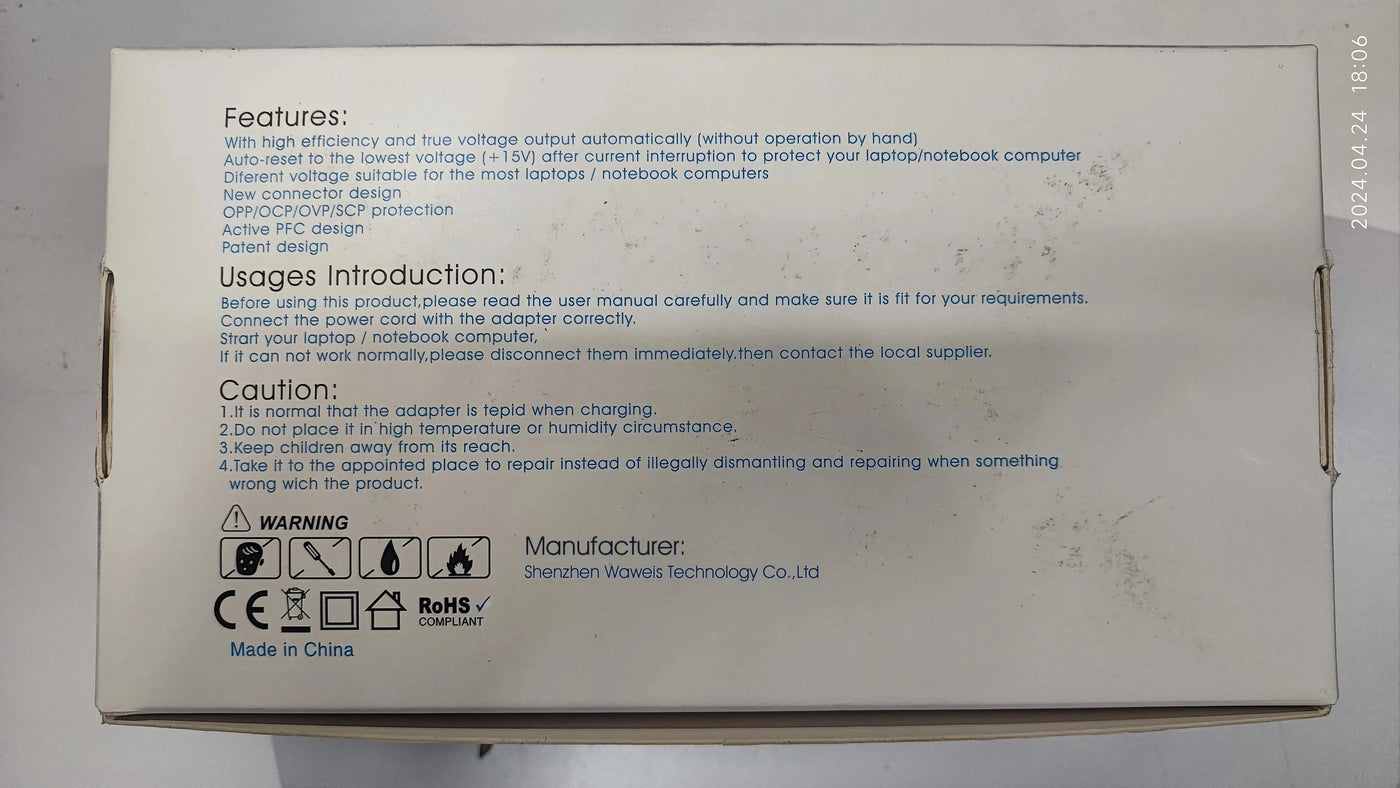 Features:
With high efficiency and true voltage output automatically (without operation by hand)
Auto-reset to the lowest voltage (+15V) after current interruption to protect your laptop/notebook computer
Diferent voltage suitable for the most laptops / notebook computers
New connector design
OPP/OCP/OVP/SCP protection
Active PFC design
Patent design
Usages Introduction:
Before using this product,please read the user manual carefully and make sure it is fit for your requirements.
Connect the power cord with the adapter correctly.
Strart your laptop / notebook computer,
If it can not work normally,please disconnect them immediately.then contact the local supplier.
Caution:
1.It is normal that the adapter is tepid when charging.
2.Do not place it in high temperature or humidity circumstance.
3.Keep children away from its reach.
4.Take it to the appointed place to repair instead of illegally dismantling and repairing when something
wrong wich the product.
WARNING
Manufacturer:
Shenzhen Waweis Technology Co.,Ltd
CE
RoHS ✓
COMPLIANT
Made in China
2024.04.24 18:06